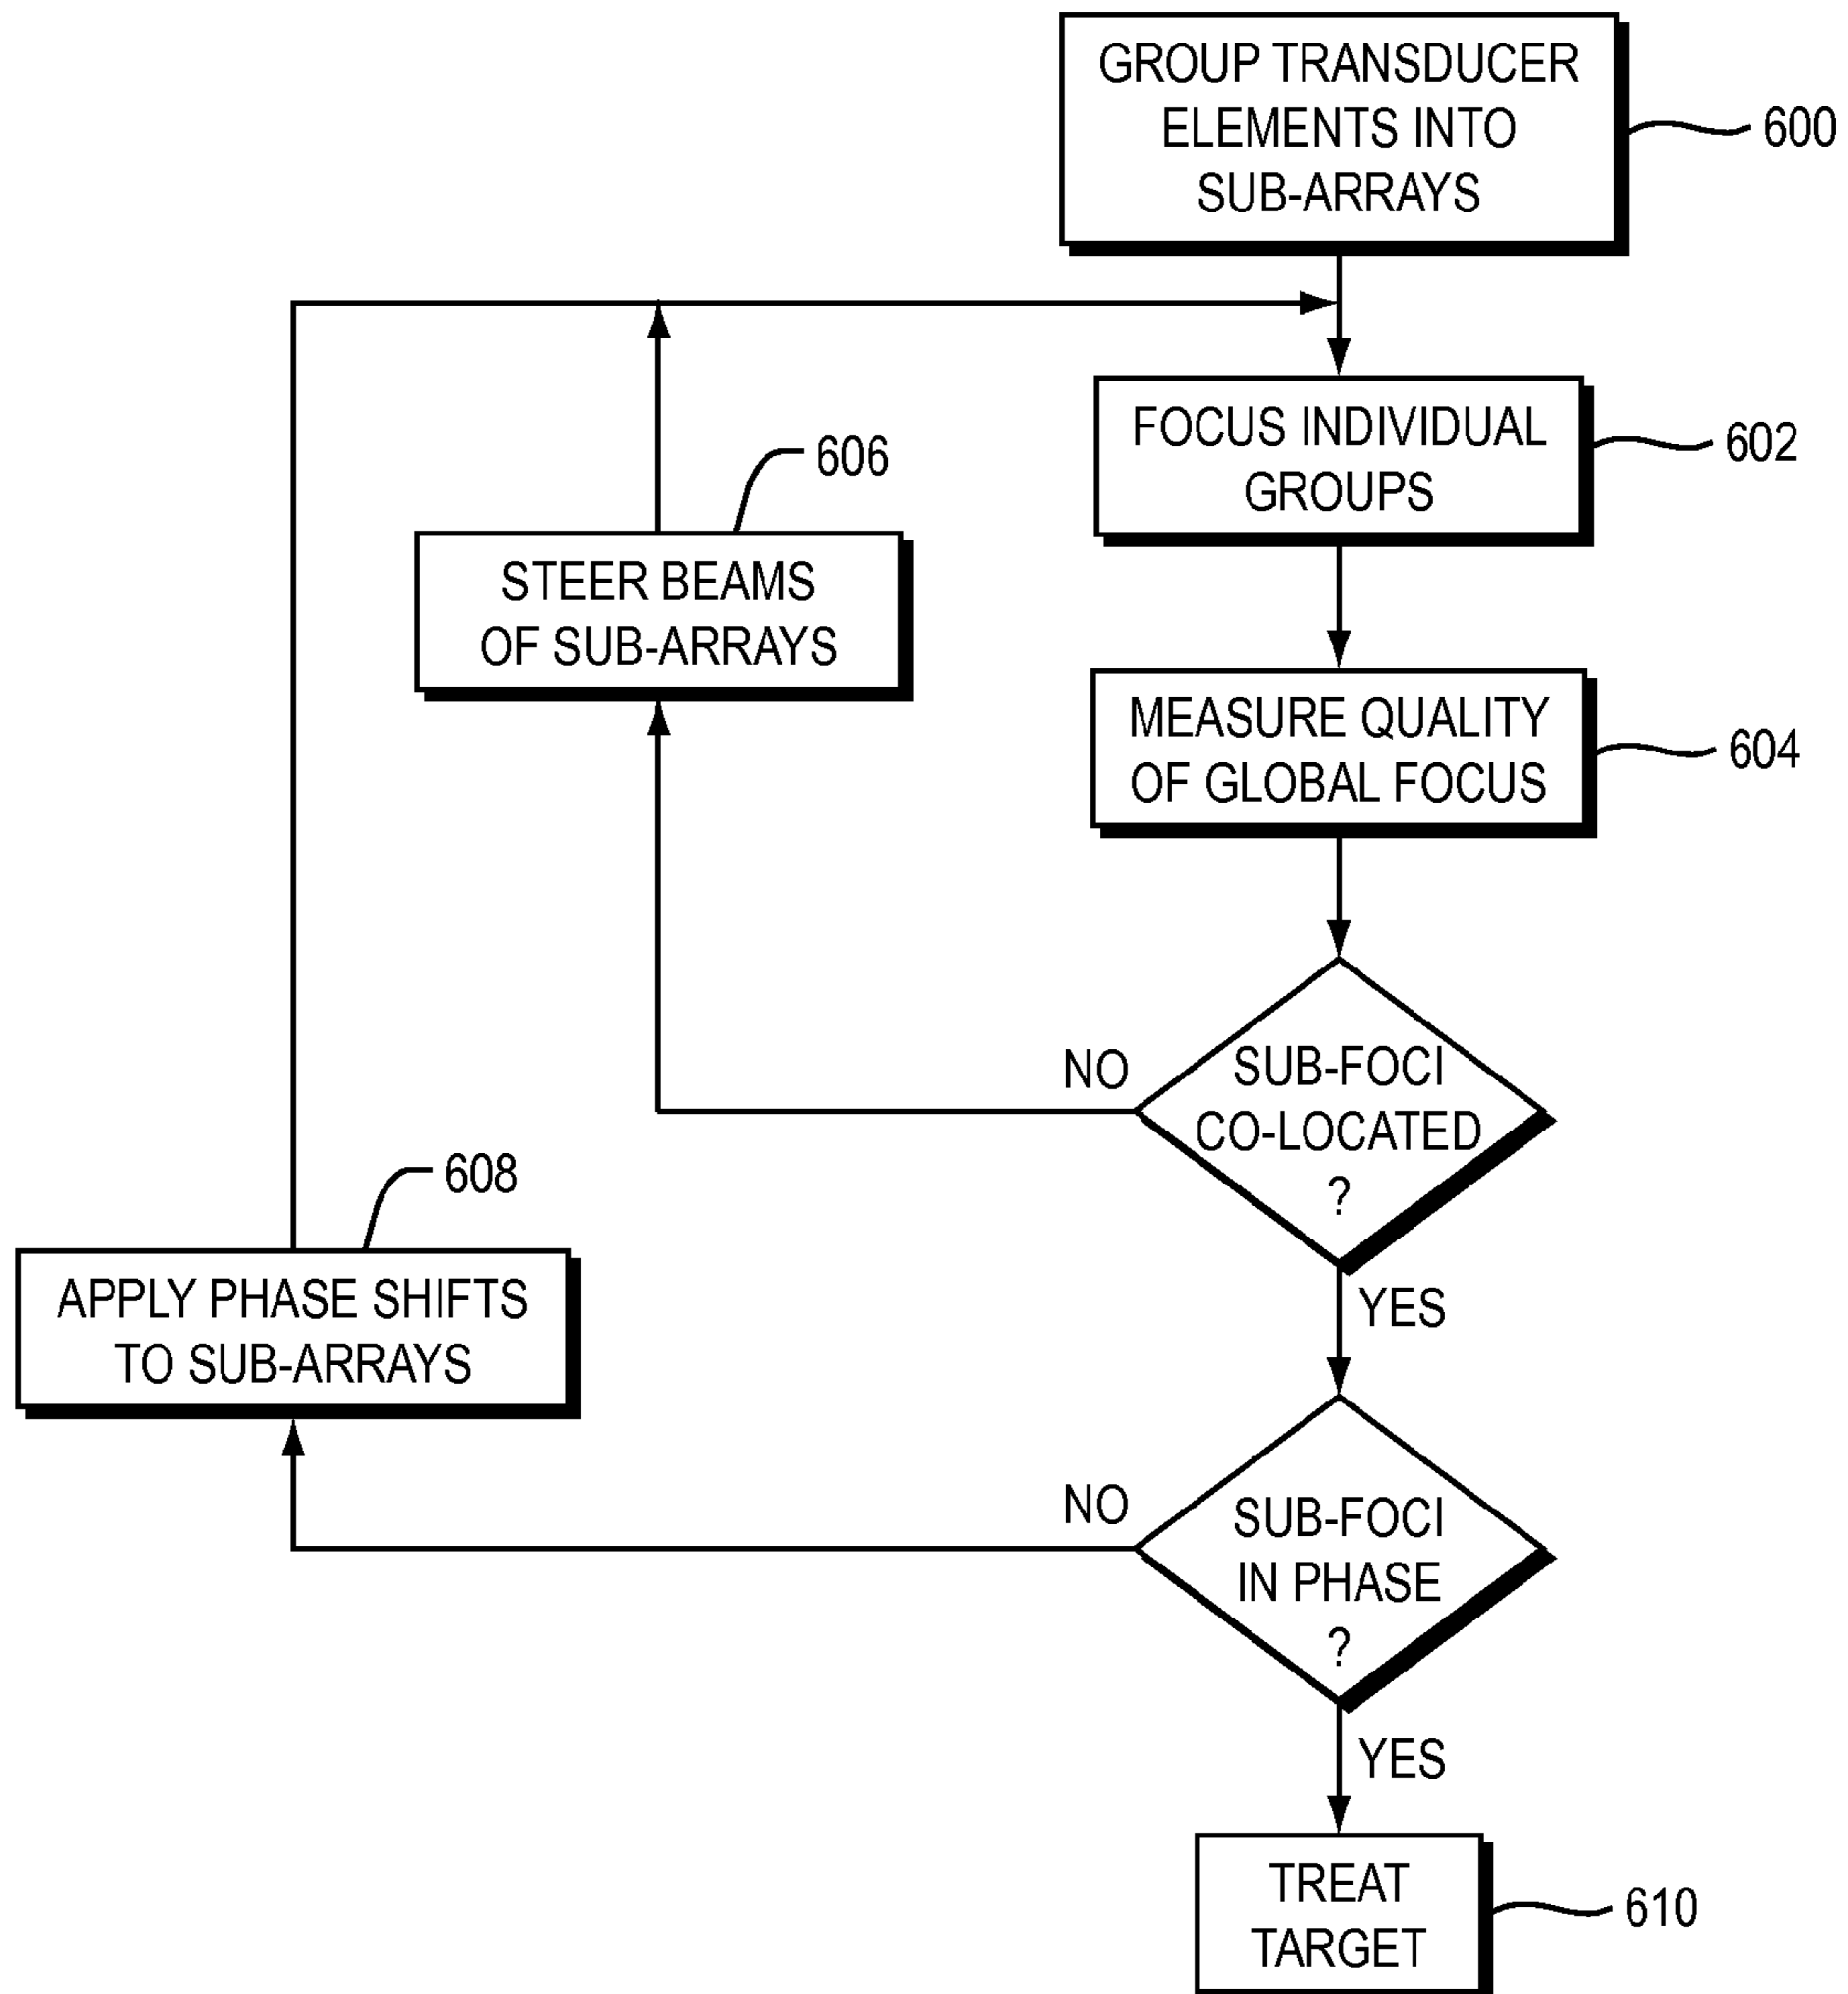 GROUP TRANSDUCER
ELEMENTS INTO
SUB-ARRAYS
600
FOCUS INDIVIDUAL
GROUPS
602
606
STEER BEAMS
OF SUB-ARRAYS
MEASURE QUALITY
OF GLOBAL FOCUS
604
NO
SUB-FOCI
CO-LOCATED
?
608
YES
APPLY PHASE SHIFTS
TO SUB-ARRAYS
NO
SUB-FOCI
IN PHASE
?
YES
TREAT
TARGET
610